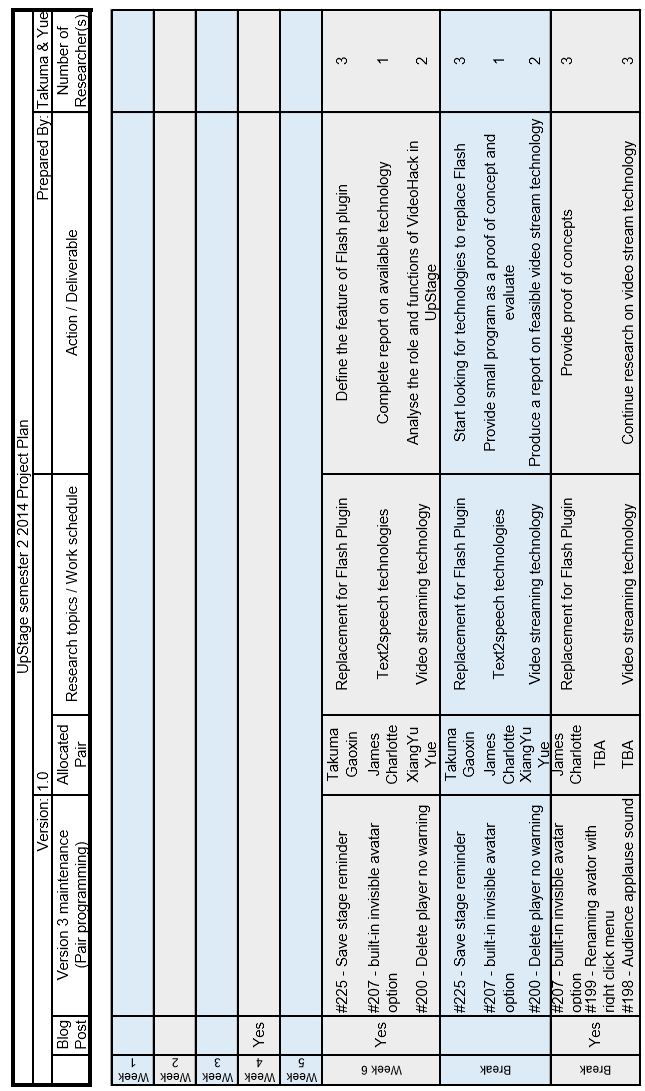 UpStage semester 2 2014 Project Plan
Version: 1.0 Prepared By: Takuma & Yue
Blog Post
Version 3 maintenance (Pair programming)
Allocated Pair
Research topics / Work schedule
Action / Deliverable
Number of Researcher(s)
Week 1
Week 2
Week 3
Week 4 Yes
Week 5
Week 6 Yes
#225 - Save stage reminder Takuma Gaoxin Replacement for Flash Plugin Define the feature of Flash plugin 3
#207 - built-in invisible avatar option James Charlotte Text2speech technologies Complete report on available technology 1
#200 - Delete player no warning XiangYu Yue Video streaming technology Analyse the role and functions of VideoHack in UpStage 2
Break
#225 - Save stage reminder Takuma Gaoxin Replacement for Flash Plugin Start looking for technologies to replace Flash 3
#207 - built-in invisible avatar option James Charlotte Text2speech technologies Provide small program as a proof of concept and evaluate 1
#200 - Delete player no warning XiangYu Yue Video streaming technology Produce a report on feasible video stream technology 2
Break Yes
#207 - built-in invisible avatar option James Charlotte Replacement for Flash Plugin Provide proof of concepts 3
#199 - Renaming avator with right click menu TBA
#198 - Audience applause sound TBA Video streaming technology Continue research on video stream technology 3